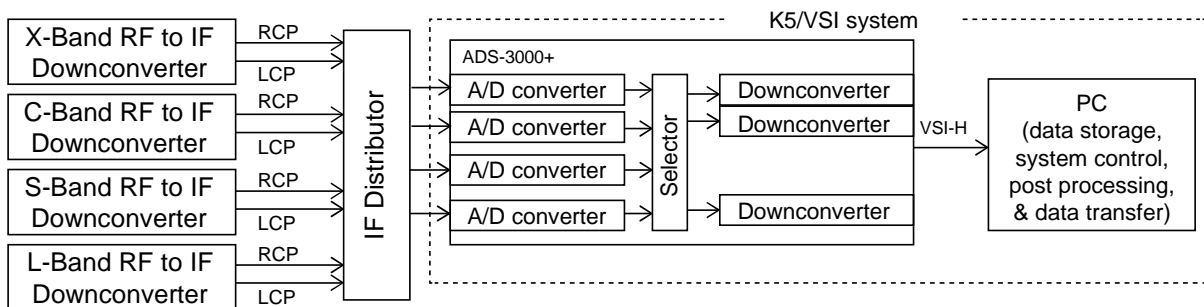 K5/VSI system
X-Band RF to IF
Downconverter
RCP
LCP
C-Band RF to IF
Downconverter
RCP
LCP
S-Band RF to IF
Downconverter
RCP
LCP
L-Band RF to IF
Downconverter
RCP
LCP
IF Distributor
ADS-3000+
A/D converter
A/D converter
A/D converter
A/D converter
Selector
Downconverter
Downconverter
Downconverter
VSI-H
PC
(data storage,
system control,
post processing,
& data transfer)